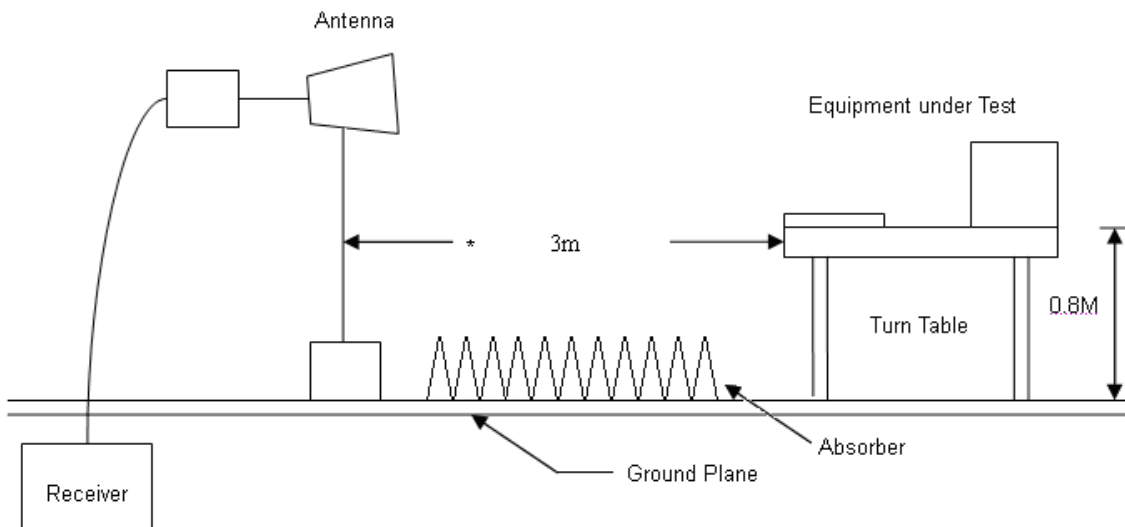 Antenna
Equipment under Test
* 3m
0.8M
Turn Table
Absorber
Ground Plane
Receiver